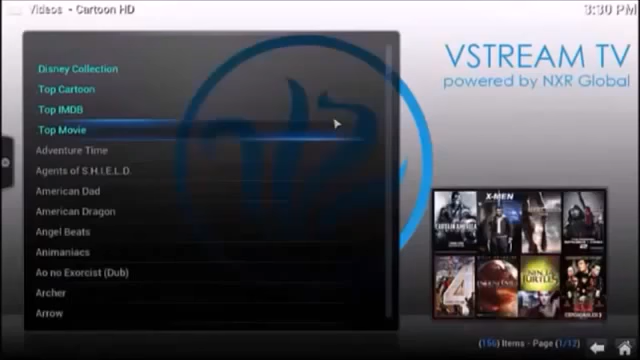 Videos - Cartoon HD
3:30 PM
VSTREAM TV
powered by NXR Global
Disney Collection
Top Cartoon
Top IMDB
Top Movie
Adventure Time
Agents of S.H.I.E.L.D.
American Dad
American Dragon
Angel Beats
Animaniacs
Ao no Exorcist (Dub)
Archer
Arrow
X-MEN
(156) Items - Page (1/12)